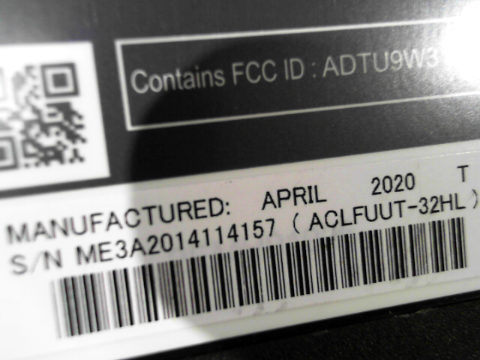 Contains FCC ID : ADTU9W3
MANUFACTURED: APRIL 2020 T
S/N ME3A2014114157 ( ACLFUUT-32HL )